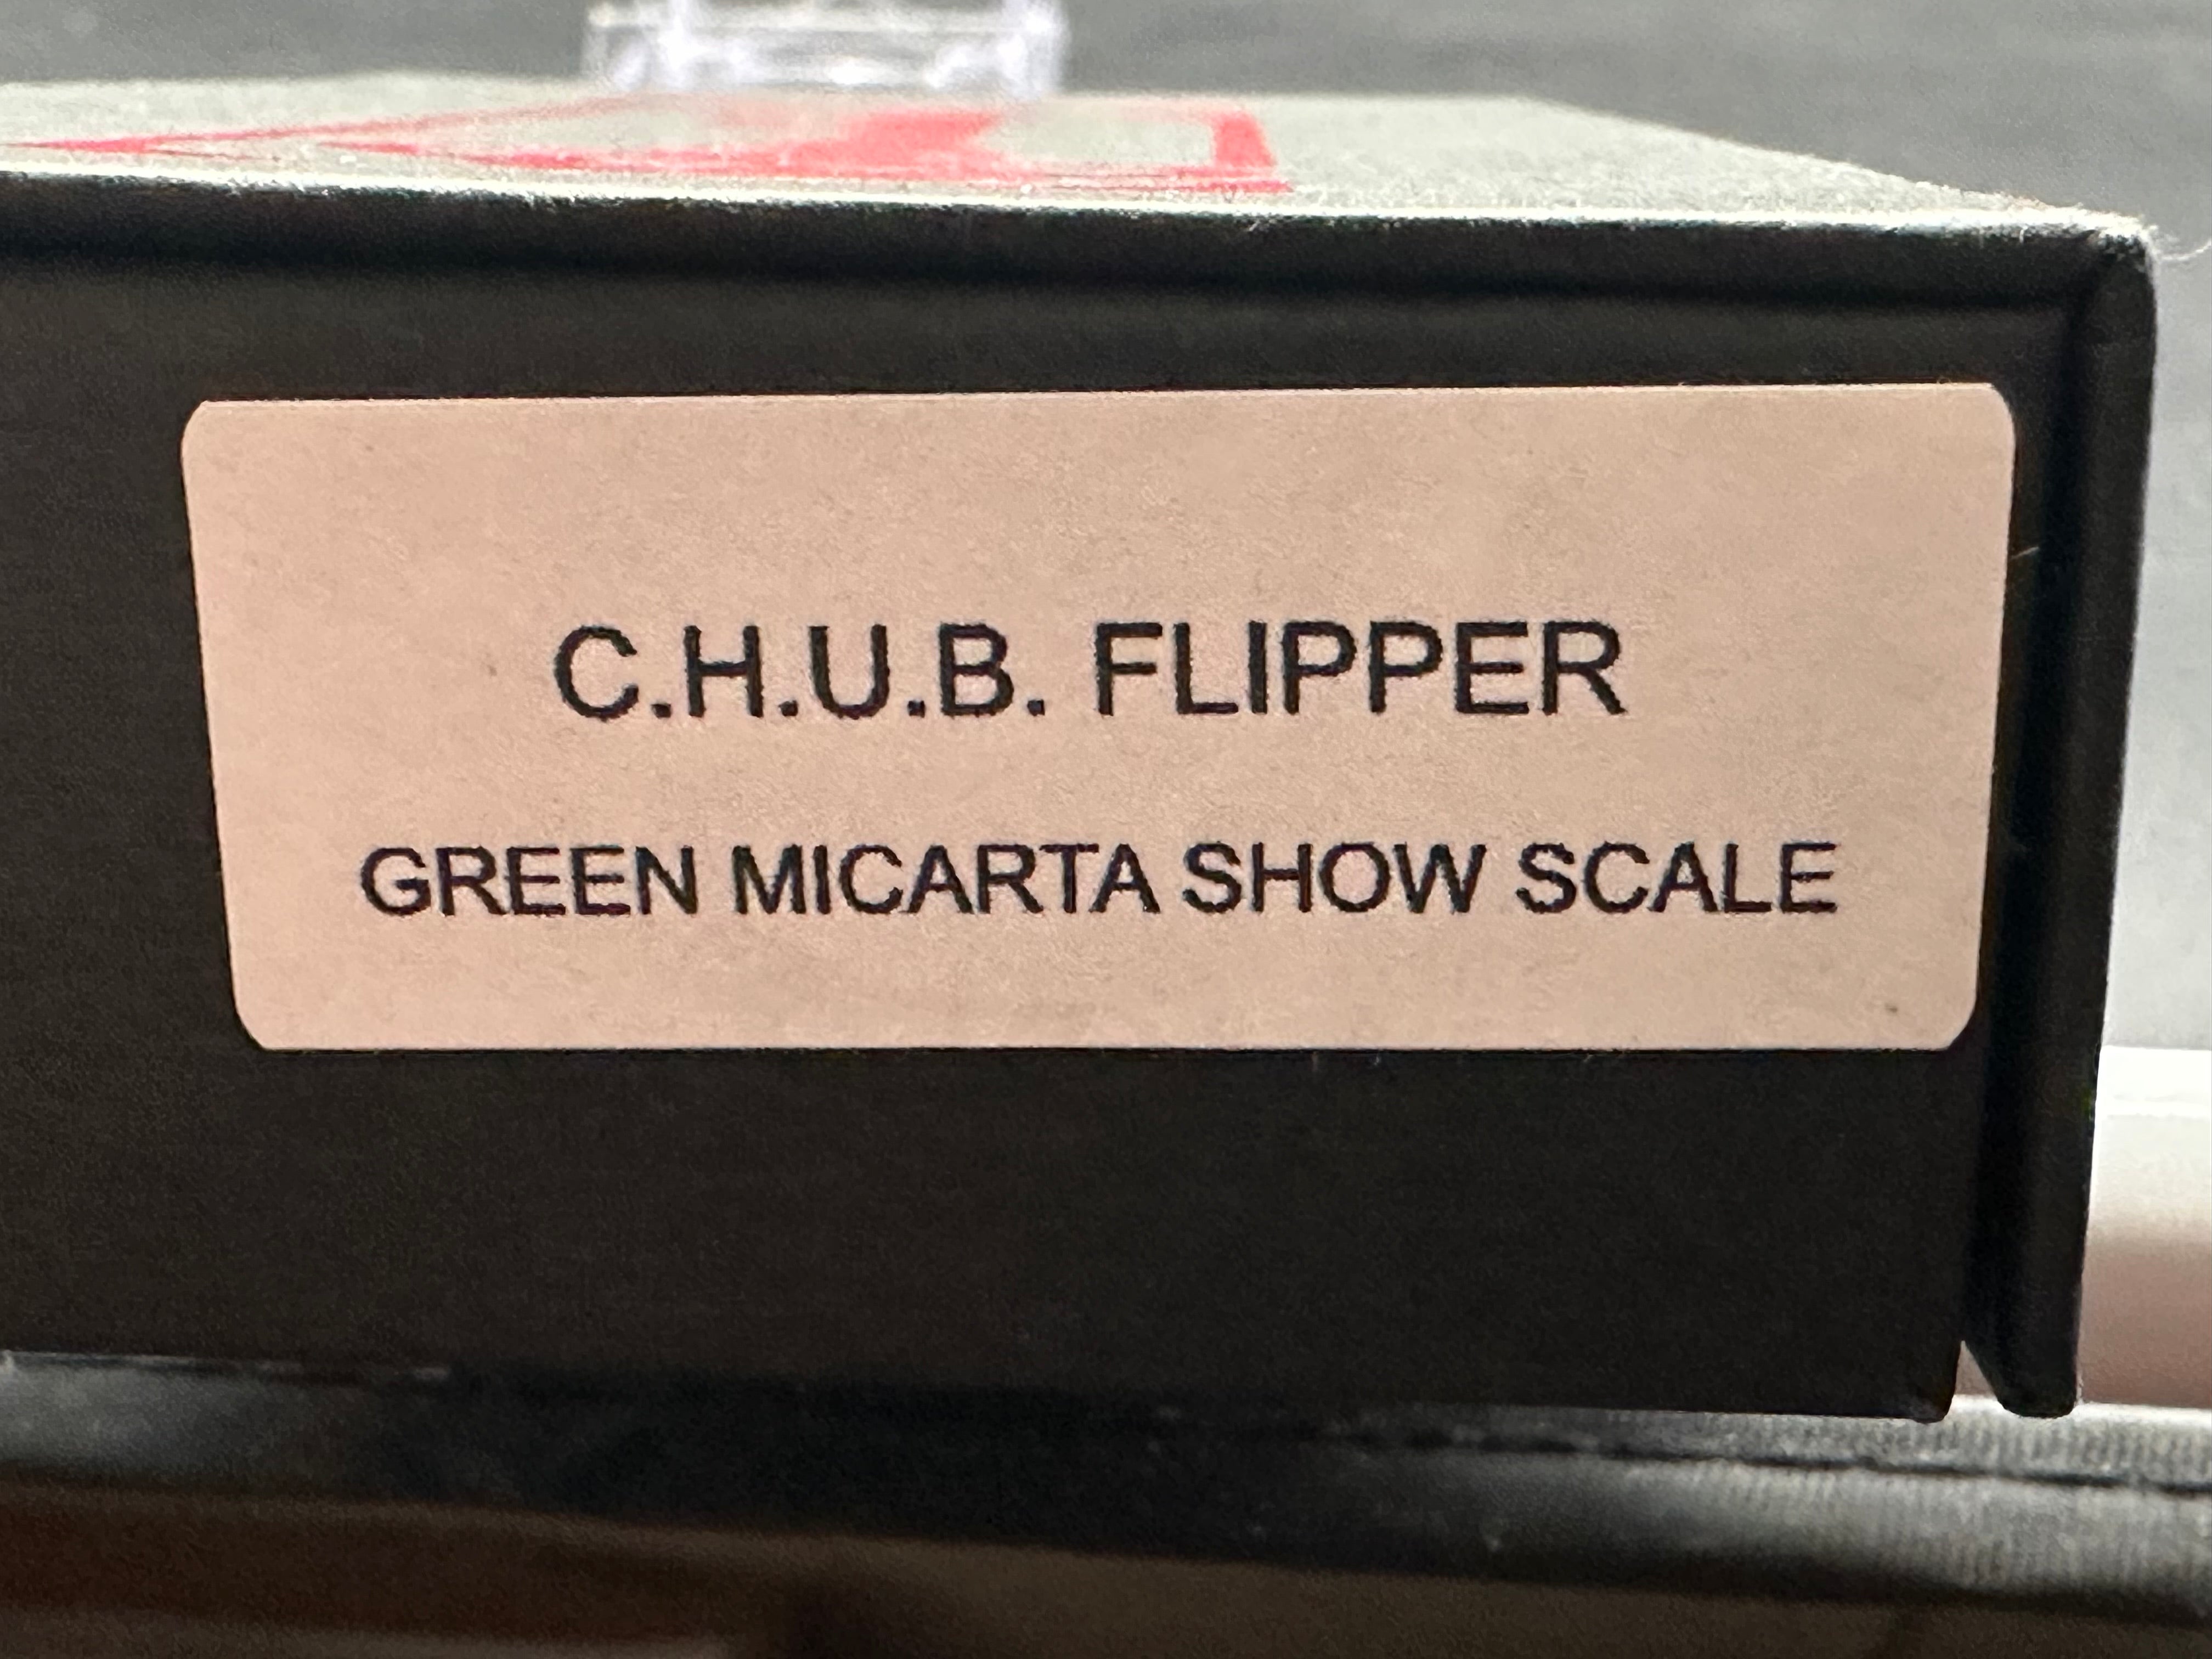 C.H.U.B. FLIPPER
GREEN MICARTA SHOW SCALE